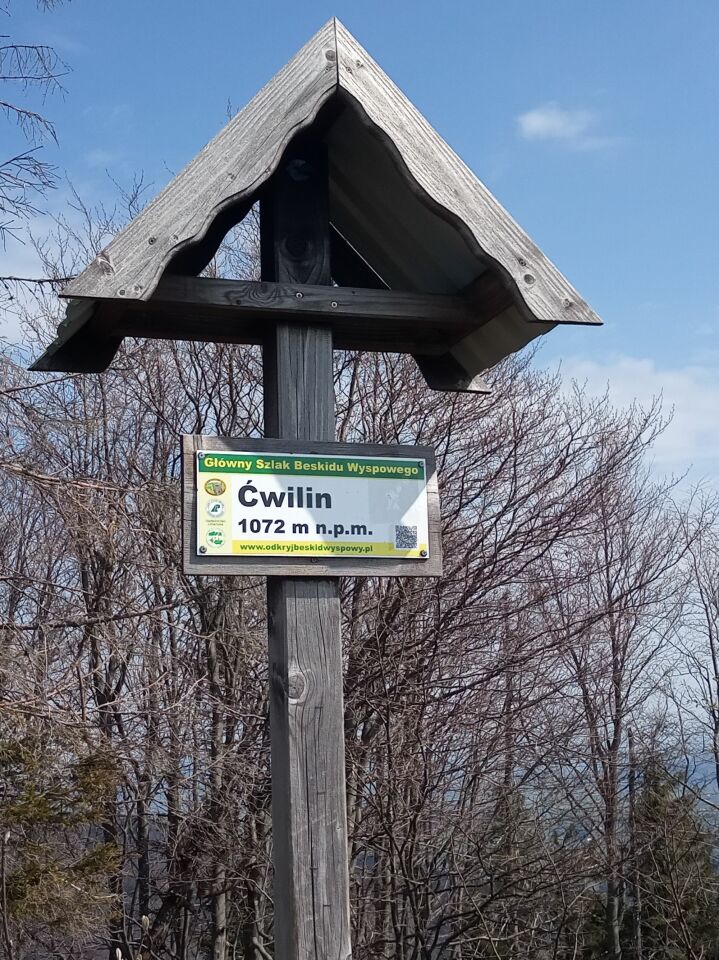 Główny Szlak Beskidu Wyspowego
Ćwilin
1072 m n.p.m.
www.odkryjbeskidwyspowy.pl